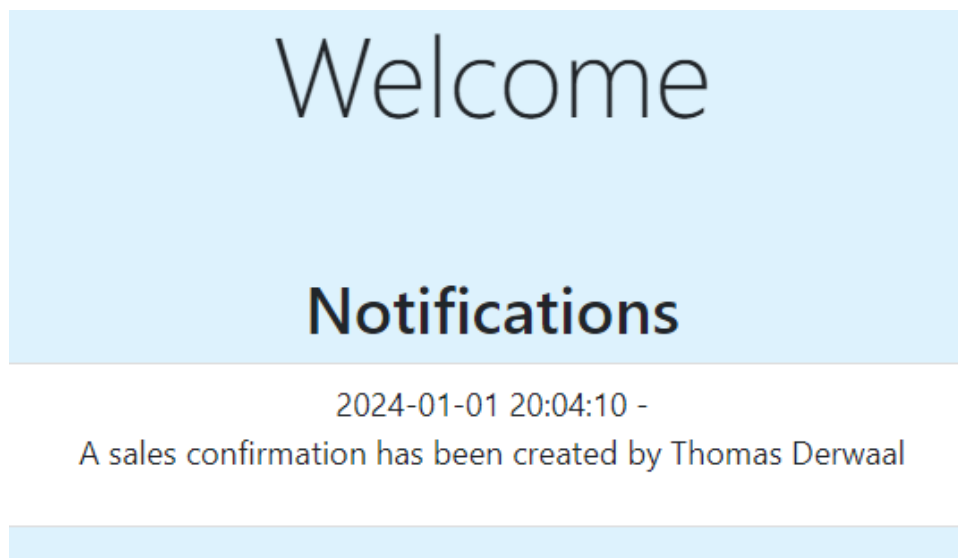 Welcome
Notifications
2024-01-01 20:04:10 -
A sales confirmation has been created by Thomas Derwaal